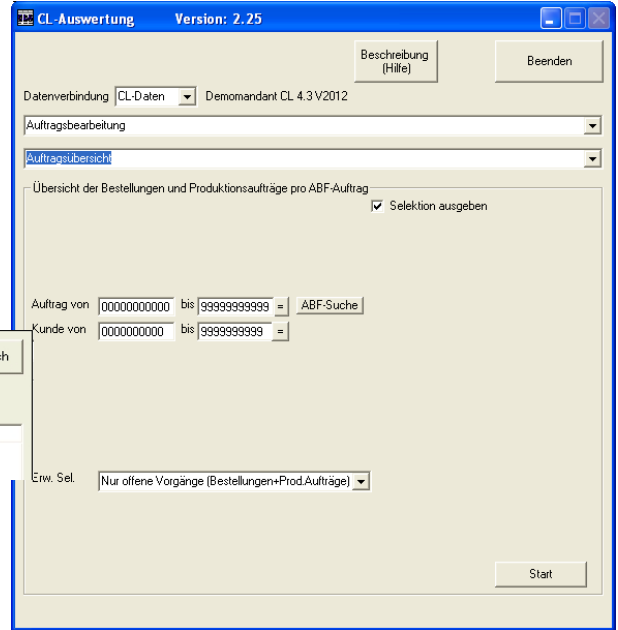 CL-Auswertung Version: 2.25
Beschreibung
(Hilfe)
Beenden
Datenverbindung CL-Daten Demomandant CL 4.3 V2012
Auftragsbearbeitung
Auftragsübersicht
Übersicht der Bestellungen und Produktionsaufträge pro ABF-Auftrag
Selektion ausgeben
Auftrag von 00000000000 bis 99999999999 = ABF-Suche
Kunde von 0000000000 bis 9999999999 =
ch
Erw. Sel. Nur offene Vorgänge (Bestellungen+Prod.Aufträge)
Start